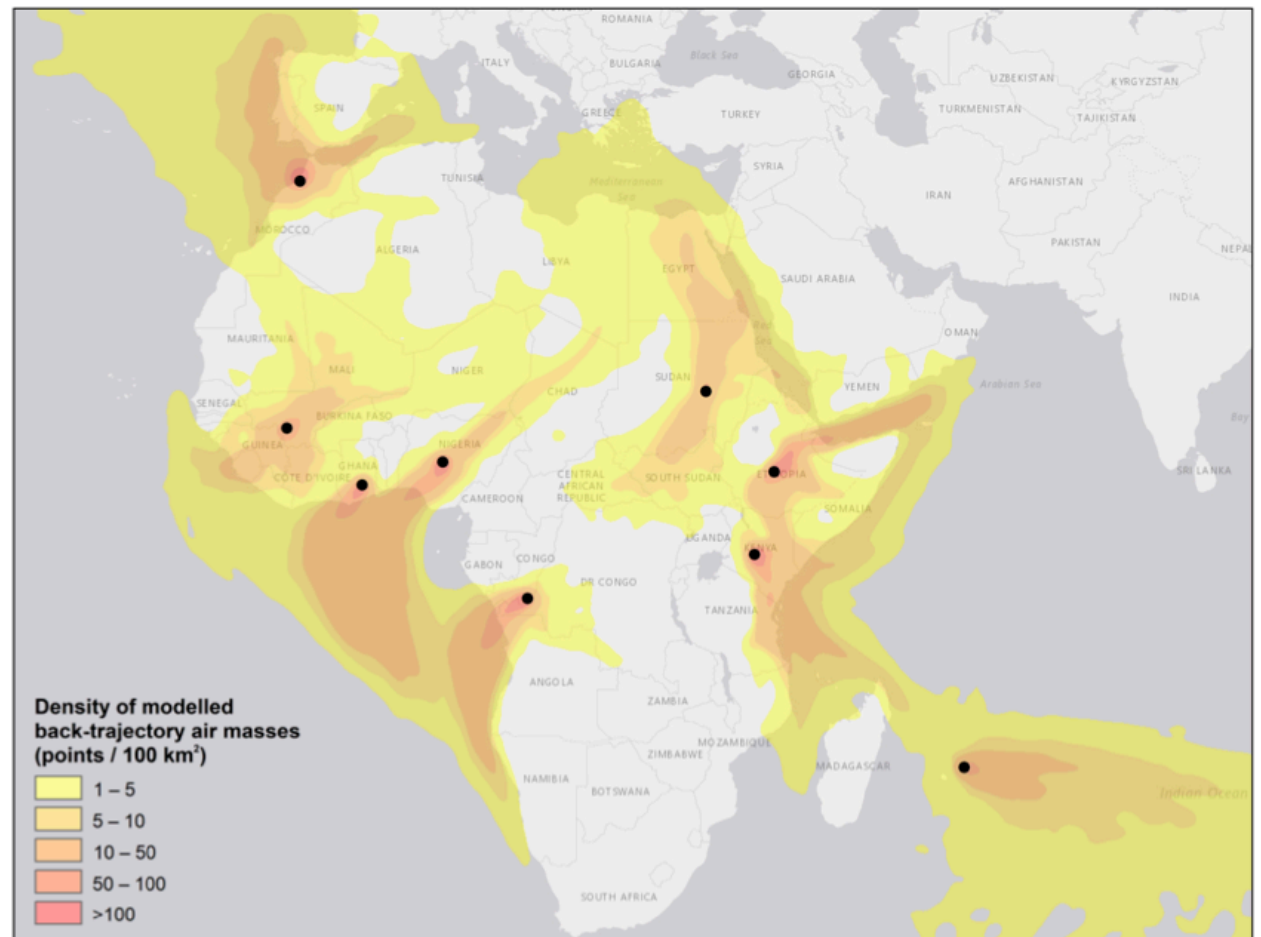 ROMANIA
Black Sea
ITALY
BULGARIA
GEORGIA
UZBEKISTAN
KYRGYZSTAN
SPAIN
GREECE
TURKEY
TURKMENISTAN
TAJIKISTAN
TUNISIA
SYRIA
Mediterranean
Sea
IRAN
AFGHANISTAN
MOROCCO
ALGERIA
LIBYA
EGYPT
SAUDI ARABIA
PAKISTAN
NEPAL
INDIA
MAURITANIA
MALI
NIGER
CHAD
SUDAN
Red
Sea
OMAN
YEMEN
Arabian Sea
SENEGAL
BURKINA FASO
GUINEA
NIGERIA
GHANA
CÔTE D'IVOIRE
CENTRAL
AFRICAN
REPUBLIC
SOUTH SUDAN
ETHIOPIA
Bay
SRI LANKA
CAMEROON
SOMALIA
UGANDA
KENYA
GABON
CONGO
DR CONGO
TANZANIA
ANGOLA
ZAMBIA
MOZAMBIQUE
ZIMBABWE
MADAGASCAR
NAMIBIA
BOTSWANA
Indian Ocean
SOUTH AFRICA
Density of modelled
back-trajectory air masses
(points / 100 km²)
1 – 5
5 – 10
10 – 50
50 – 100
>100